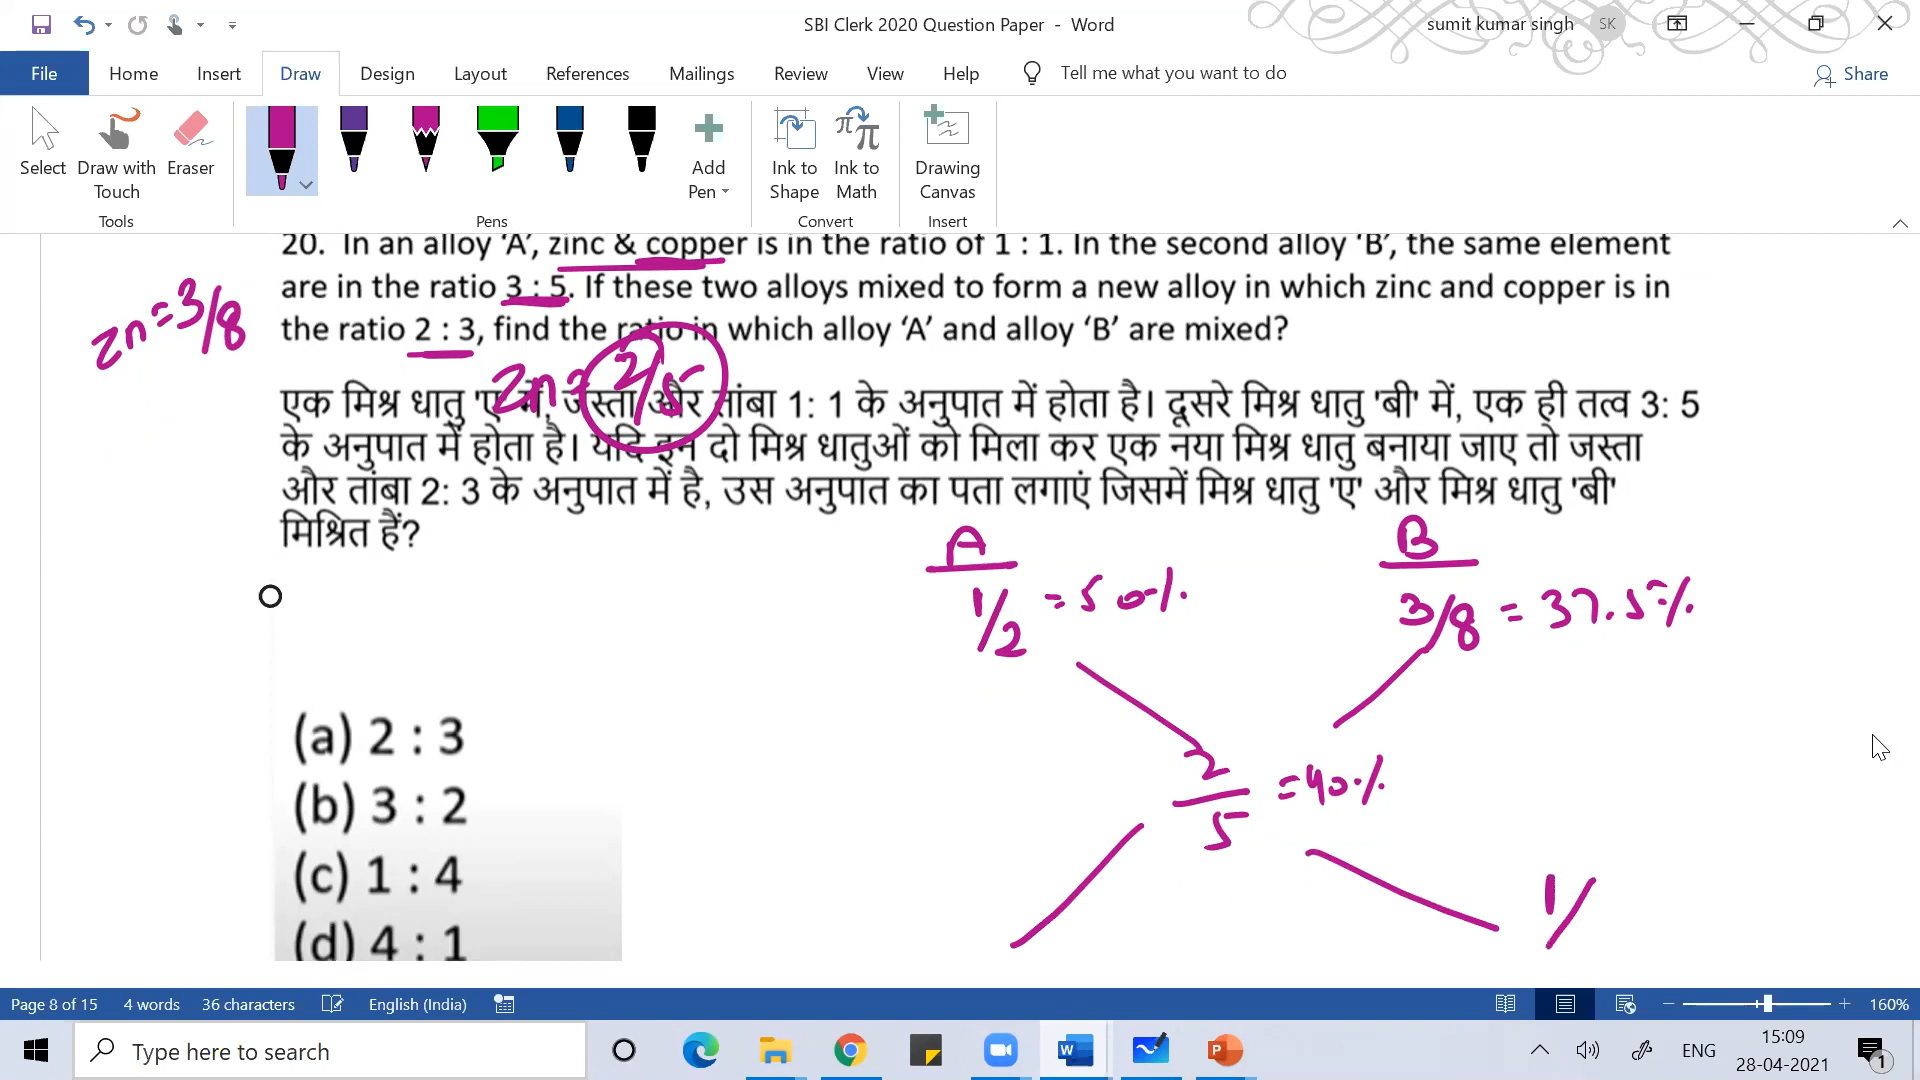 SBI Clerk 2020 Question Paper - Word
sumit kumar singh SK
File Home Insert Draw Design Layout References Mailings Review View Help Tell me what you want to do Share
Select Draw with Touch Eraser Add Pen Ink to Shape Ink to Math Drawing Canvas
Tools Pens Convert Insert
20. In an alloy ‘A’, zinc & copper is in the ratio of 1 : 1. In the second alloy ‘B’, the same element
are in the ratio 3 : 5. If these two alloys mixed to form a new alloy in which zinc and copper is in
the ratio 2 : 3, find the ratio in which alloy ‘A’ and alloy ‘B’ are mixed?
zn = 3/8
zn = 2/5
एक मिश्र धातु 'ए' में, जस्ता और तांबा 1: 1 के अनुपात में होता है। दूसरे मिश्र धातु 'बी' में, एक ही तत्व 3: 5
के अनुपात में होता है। यदि इन दो मिश्र धातुओं को मिला कर एक नया मिश्र धातु बनाया जाए तो जस्ता
और तांबा 2: 3 के अनुपात में है, उस अनुपात का पता लगाएं जिसमें मिश्र धातु 'ए' और मिश्र धातु 'बी'
मिश्रित हैं?
A B
1/2 = 50% 3/8 = 37.5%
2/5 = 40%
1/
(a) 2 : 3
(b) 3 : 2
(c) 1 : 4
(d) 4 : 1
Page 8 of 15 4 words 36 characters English (India) 160%
Type here to search
ENG 15:09
28-04-2021
1